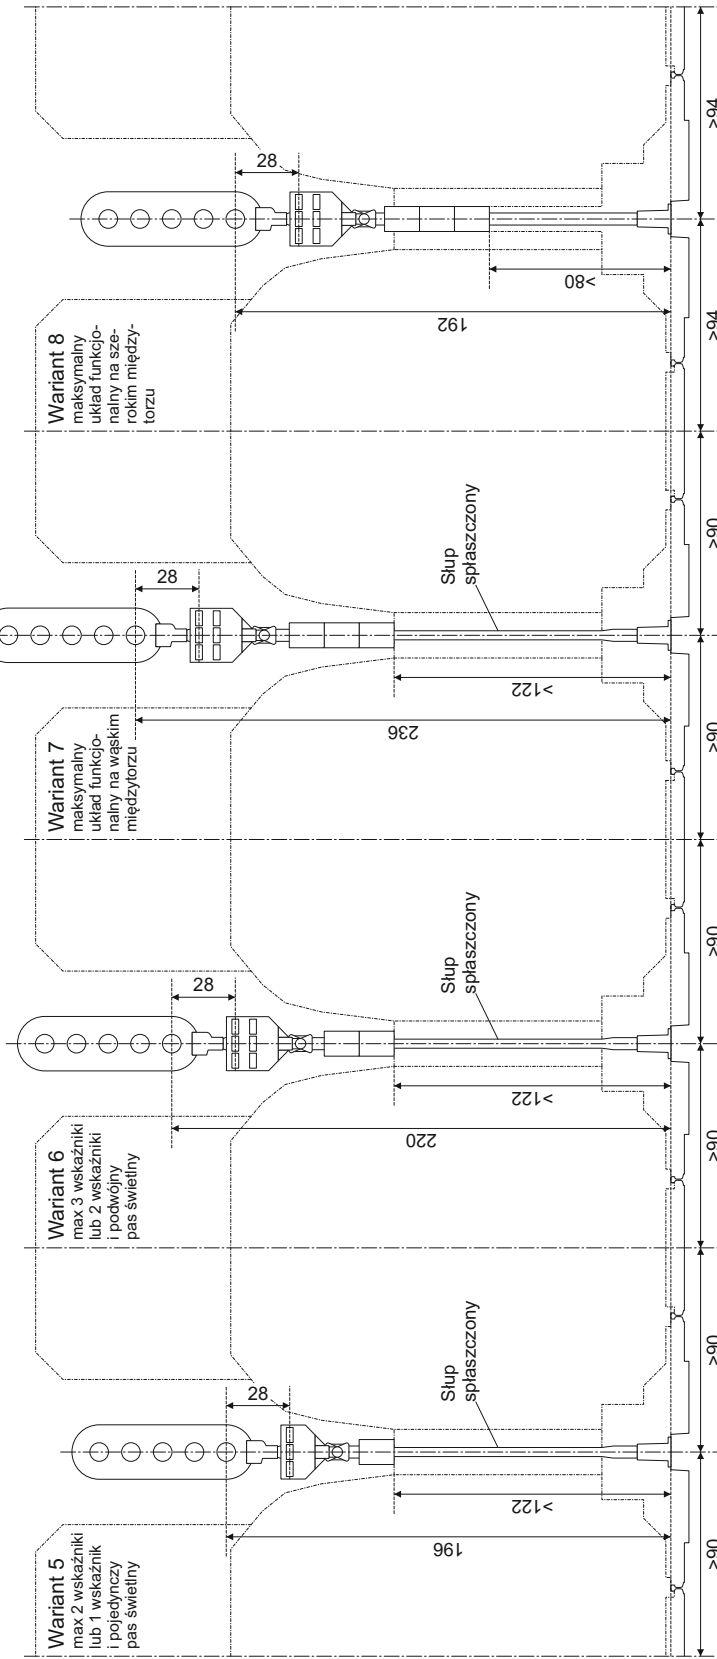 Wariant 5
max 2 wskaźniki
lub 1 wskaźnik
i pojedynczy
pas świetlny
28
Słup
spłaszczony
>122
196
>90
>90
Wariant 6
max 3 wskaźniki
lub 2 wskaźniki
i podwójny
pas świetlny
28
Słup
spłaszczony
>122
220
>90
>90
Wariant 7
maksymalny
układ funkcjo-
nalny na wąskim
międzytorzu
28
Słup
spłaszczony
>122
236
>90
>90
Wariant 8
maksymalny
układ funkcjo-
nalny na sze-
rokim między-
torzu
28
>80
192
>94
>94